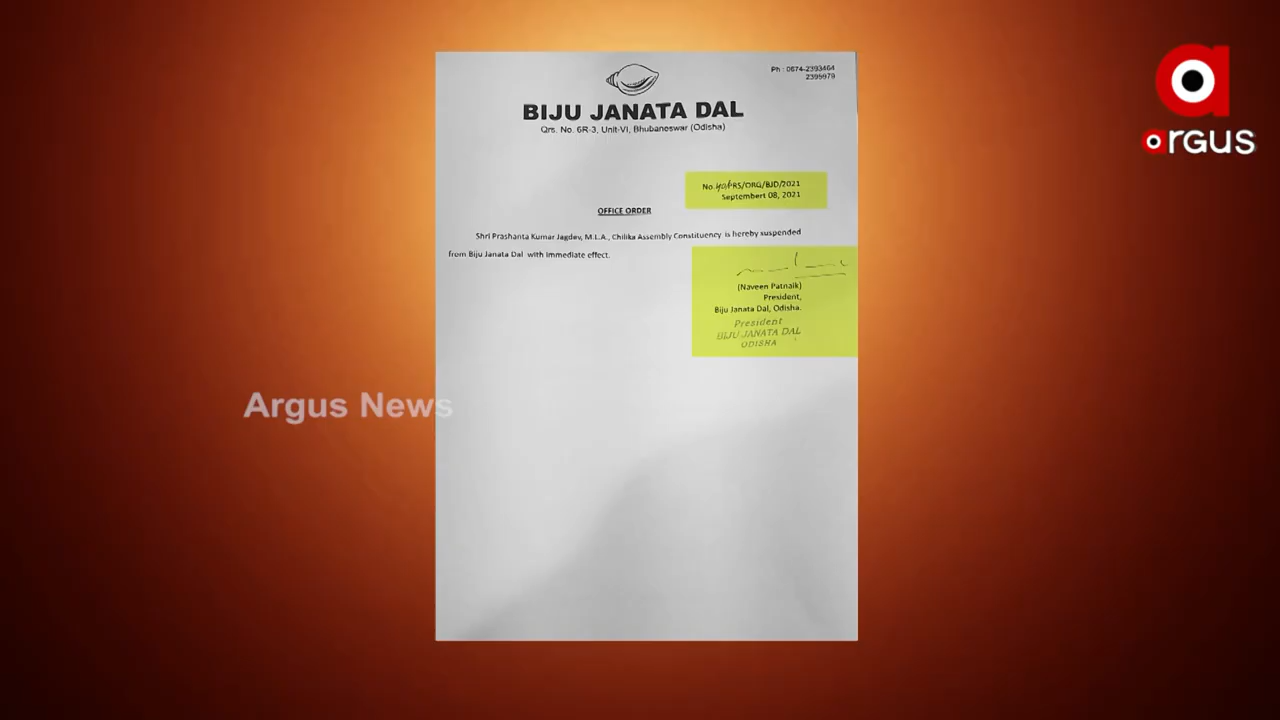 Ph : 0674-2393464
2395979
BIJU JANATA DAL
Qrs. No. 6R-3, Unit-VI, Bhubaneswar (Odisha)
/PRS/ORG/BJD/2021
Septembert 08, 2021
OFFICE ORDER
Shri Prashanta Kumar Jagdev, M.L.A., Chilika Assembly Constituency is hereby suspended
from Biju Janata Dal with immediate effect.
(Naveen Patnaik)
President,
Biju Janata Dal, Odisha.
President
BIJU JANATA DAL
ODISHA
Argus News
argus